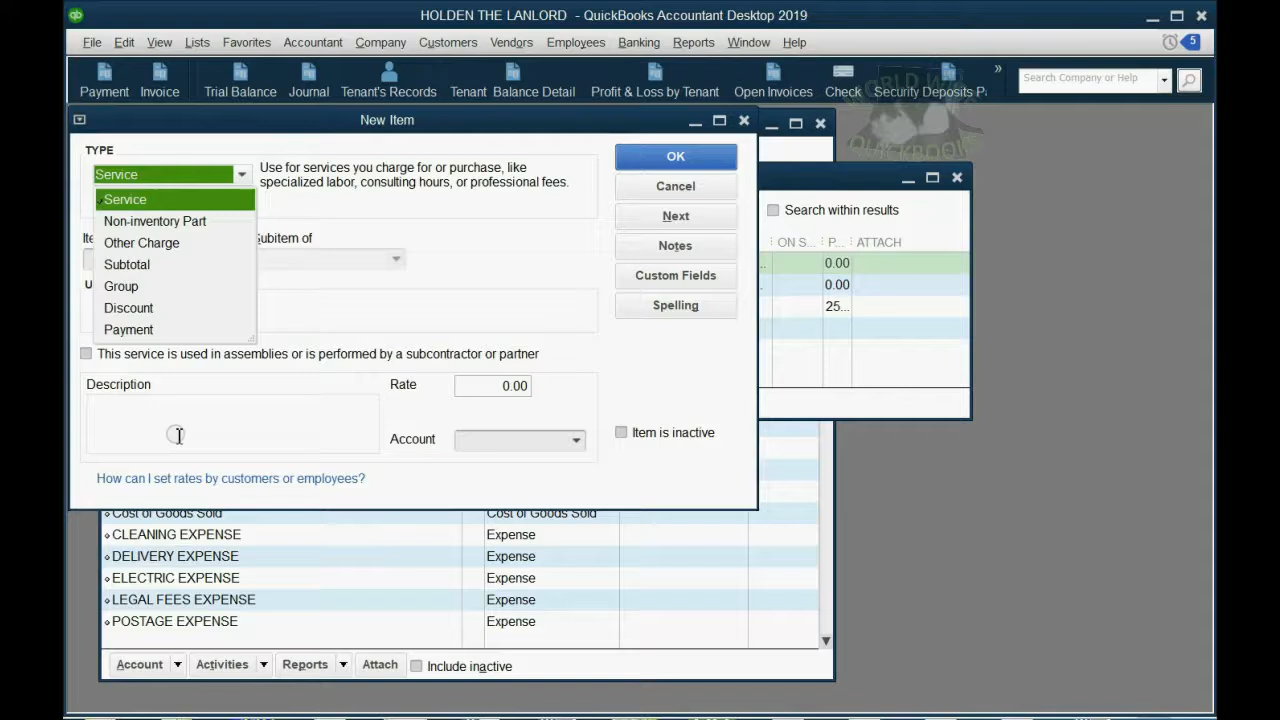 HOLDEN THE LANLORD - QuickBooks Accountant Desktop 2019
File Edit View Lists Favorites Accountant Company Customers Vendors Employees Banking Reports Window Help 5
Payment Invoice Trial Balance Journal Tenant's Records Tenant Balance Detail Profit & Loss by Tenant Open Invoices Check Security Deposits Pa
Search Company or Help
WORLD WIDE
QUICKBOOKS
New Item
TYPE
Service
Use for services you charge for or purchase, like
specialized labor, consulting hours, or professional fees.
Service
Non-inventory Part
Other Charge
Subtotal
Group
Discount
Payment
Subitem of
This service is used in assemblies or is performed by a subcontractor or partner
Description
Rate 0.00
Account
How can I set rates by customers or employees?
OK
Cancel
Next
Notes
Custom Fields
Spelling
Item is inactive
Search within results
ON S... P... ATTACH
0.00
0.00
25...
Cost of Goods Sold Cost of Goods Sold
CLEANING EXPENSE Expense
DELIVERY EXPENSE Expense
ELECTRIC EXPENSE Expense
LEGAL FEES EXPENSE Expense
POSTAGE EXPENSE Expense
Account Activities Reports Attach Include inactive